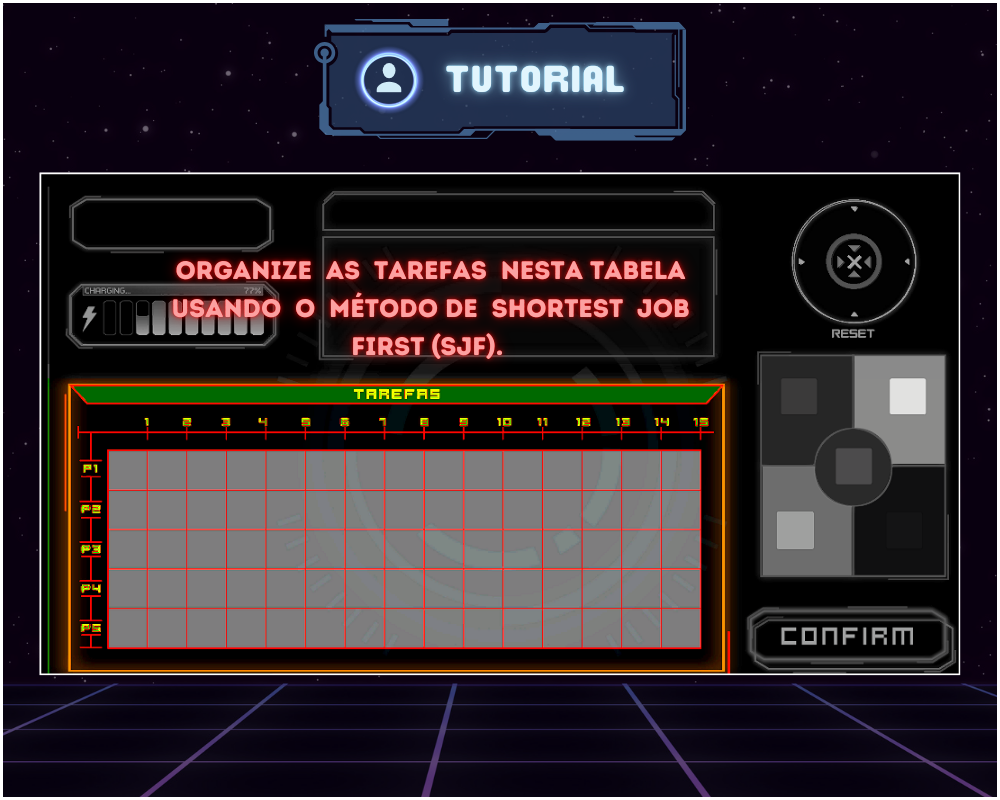 TUTORIAL
ORGANIZE AS TAREFAS NESTA TABELA
USANDO O MÉTODO DE SHORTEST JOB
FIRST (SJF).
CHARGING... 77%
RESET
TAREFAS
1 2 3 4 5 6 7 8 9 10 11 12 13 14 15
P1
P2
P3
P4
P5
CONFIRM